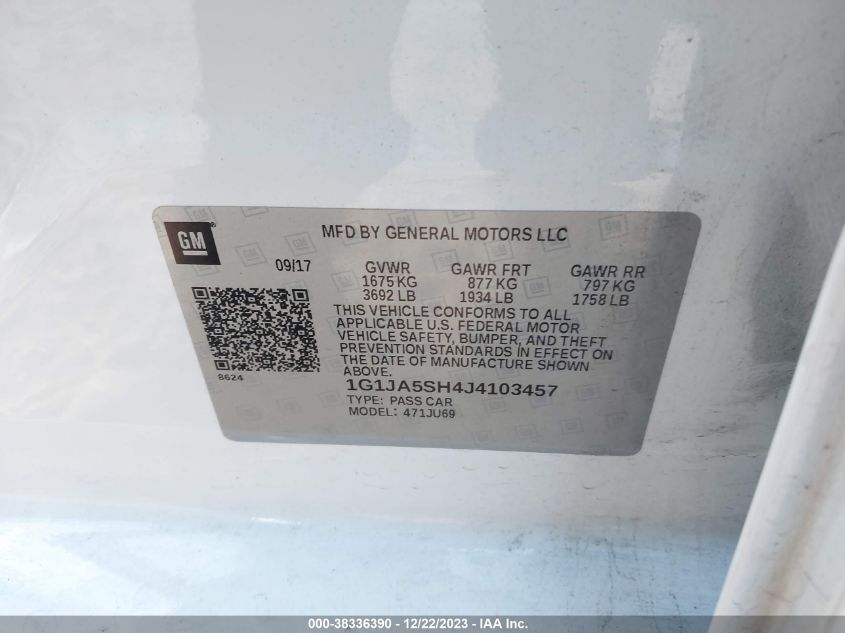 GM
MFD BY GENERAL MOTORS LLC
09/17
GVWR GAWR FRT GAWR RR
1675 KG 877 KG 797 KG
3692 LB 1934 LB 1758 LB
THIS VEHICLE CONFORMS TO ALL
APPLICABLE U.S. FEDERAL MOTOR
VEHICLE SAFETY, BUMPER, AND THEFT
PREVENTION STANDARDS IN EFFECT ON
THE DATE OF MANUFACTURE SHOWN
ABOVE.
8624
1G1JA5SH4J4103457
TYPE: PASS CAR
MODEL: 471JU69
000-38336390 - 12/22/2023 - IAA Inc.